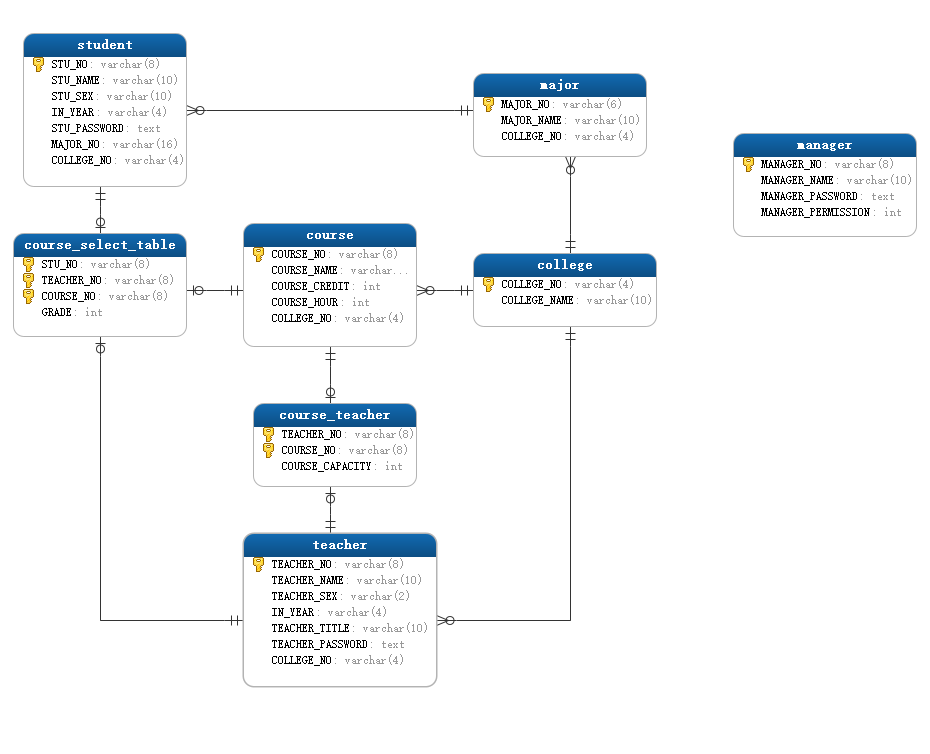 student
STU_NO: varchar(8)
STU_NAME: varchar(10)
STU_SEX: varchar(10)
IN_YEAR: varchar(4)
STU_PASSWORD: text
MAJOR_NO: varchar(16)
COLLEGE_NO: varchar(4)
major
MAJOR_NO: varchar(6)
MAJOR_NAME: varchar(10)
COLLEGE_NO: varchar(4)
manager
MANAGER_NO: varchar(8)
MANAGER_NAME: varchar(10)
MANAGER_PASSWORD: text
MANAGER_PERMISSION: int
course_select_table
STU_NO: varchar(8)
TEACHER_NO: varchar(8)
COURSE_NO: varchar(8)
GRADE: int
course
COURSE_NO: varchar(8)
COURSE_NAME: varchar...
COURSE_CREDIT: int
COURSE_HOUR: int
COLLEGE_NO: varchar(4)
college
COLLEGE_NO: varchar(4)
COLLEGE_NAME: varchar(10)
course_teacher
TEACHER_NO: varchar(8)
COURSE_NO: varchar(8)
COURSE_CAPACITY: int
teacher
TEACHER_NO: varchar(8)
TEACHER_NAME: varchar(10)
TEACHER_SEX: varchar(2)
IN_YEAR: varchar(4)
TEACHER_TITLE: varchar(10)
TEACHER_PASSWORD: text
COLLEGE_NO: varchar(4)